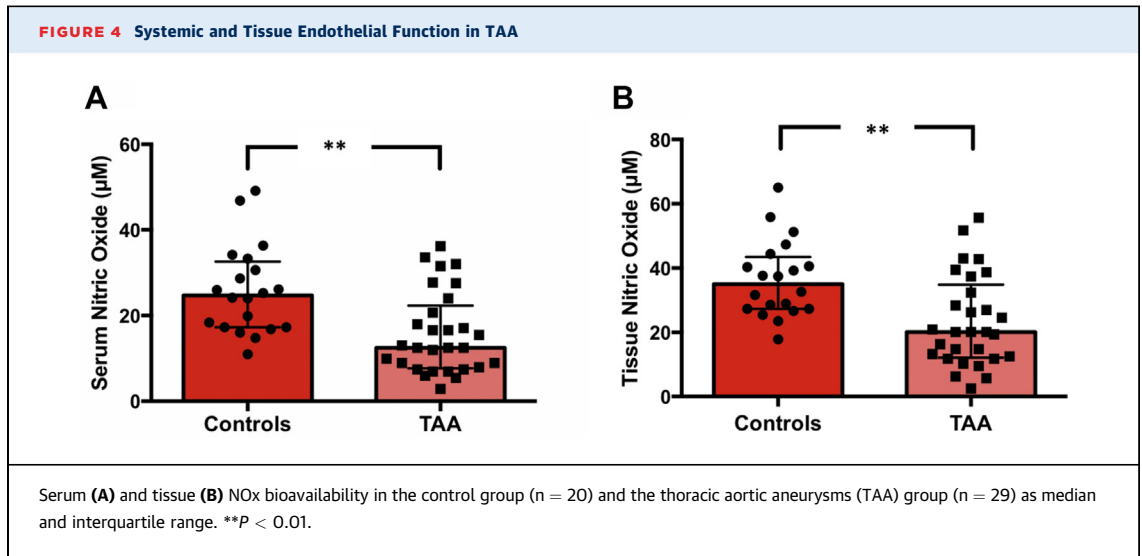 FIGURE 4 Systemic and Tissue Endothelial Function in TAA
A
Serum Nitric Oxide (µM)
60
40
20
0
**
Controls
TAA
B
Tissue Nitric Oxide (µM)
80
60
40
20
0
**
Controls
TAA
Serum (A) and tissue (B) NOx bioavailability in the control group (n = 20) and the thoracic aortic aneurysms (TAA) group (n = 29) as median
and interquartile range. **P < 0.01.